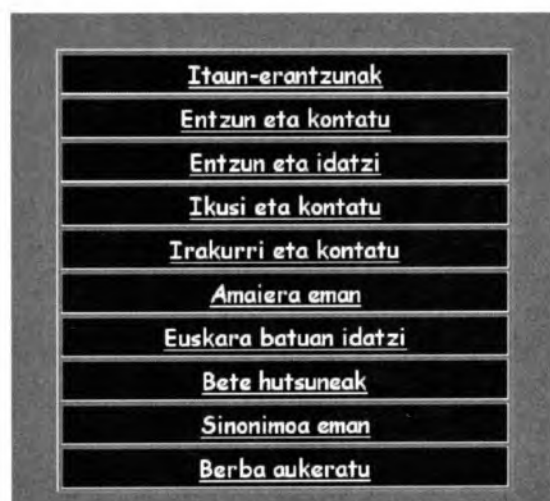 Itaun-erantzunak
Entzun eta kontatu
Entzun eta idatzi
Ikusi eta kontatu
Irakurri eta kontatu
Amaiera eman
Euskara batuan idatzi
Bete hutsuneak
Sinonimoa eman
Berba aukeratu